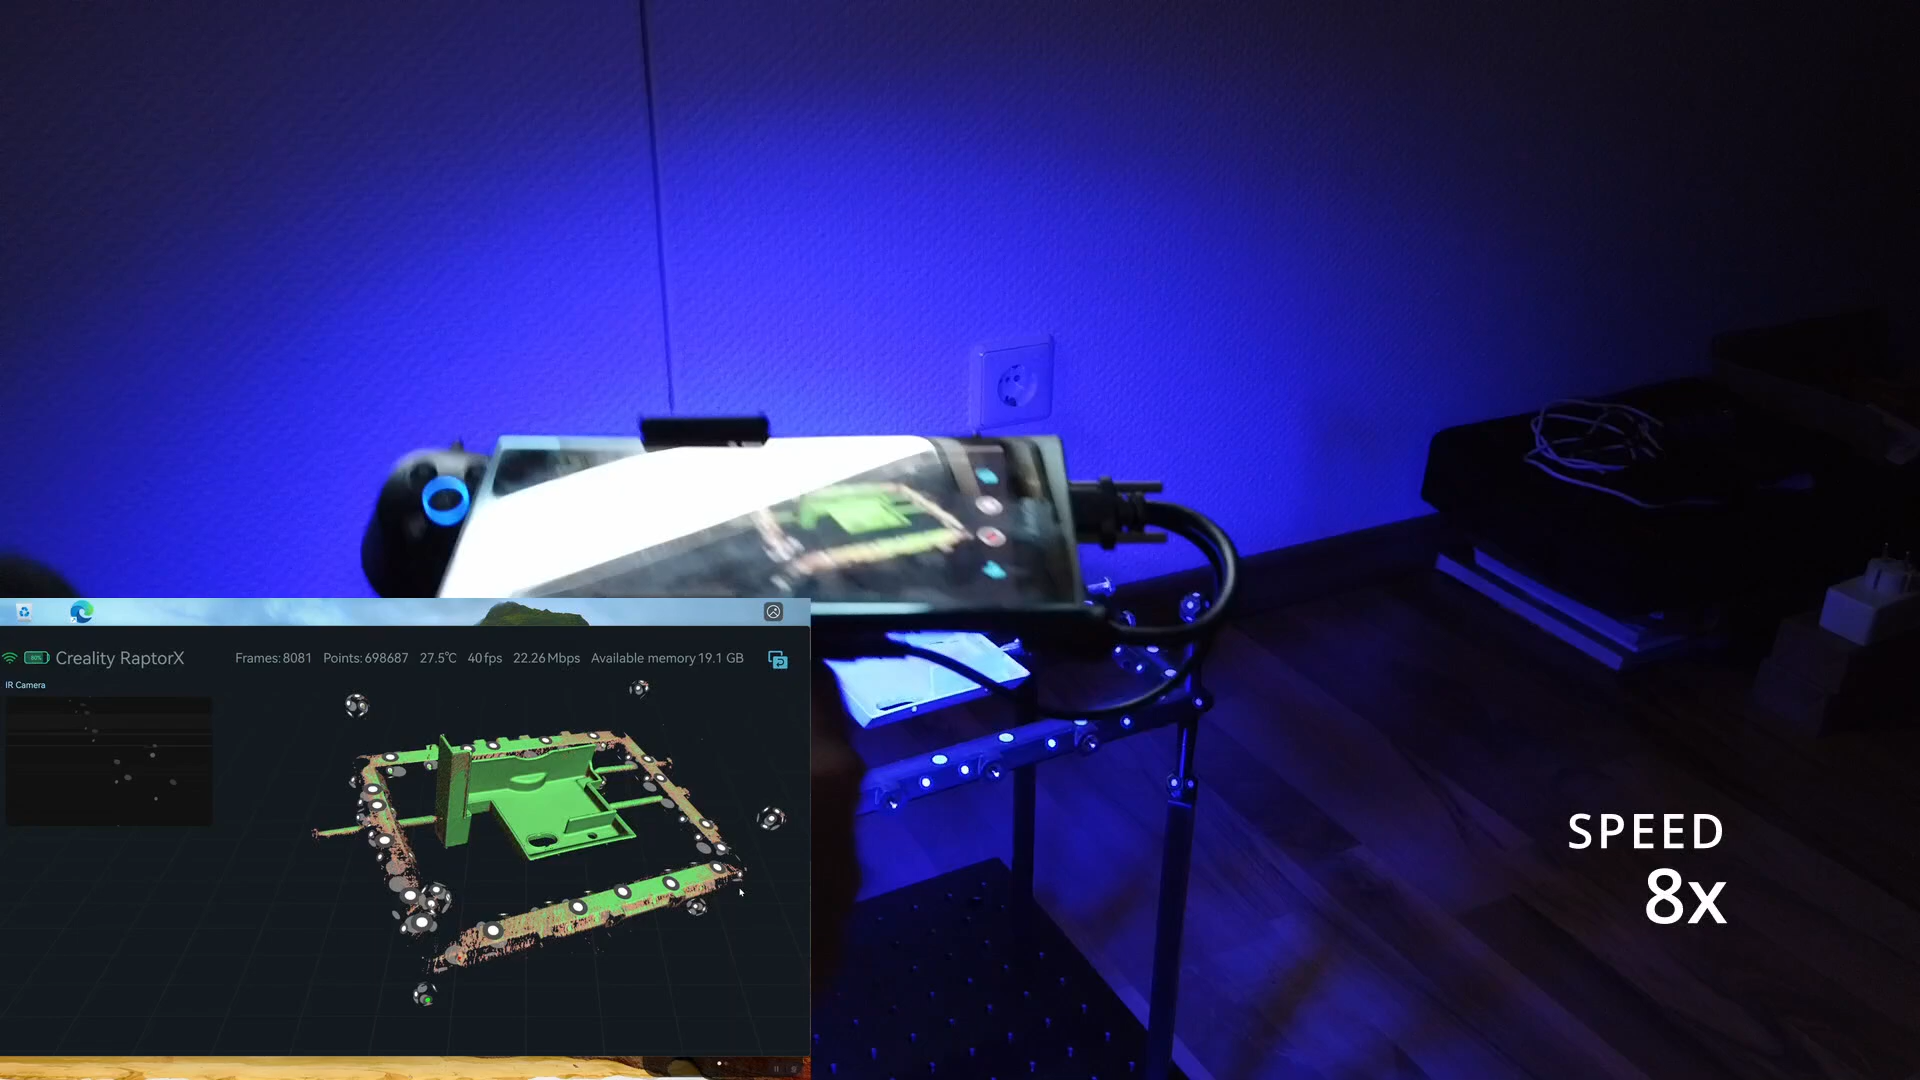 Creality RaptorX
Frames:8081 Points:698687 27.5℃ 40fps 22.26Mbps Available memory 19.1 GB
IR Camera
SPEED
8x